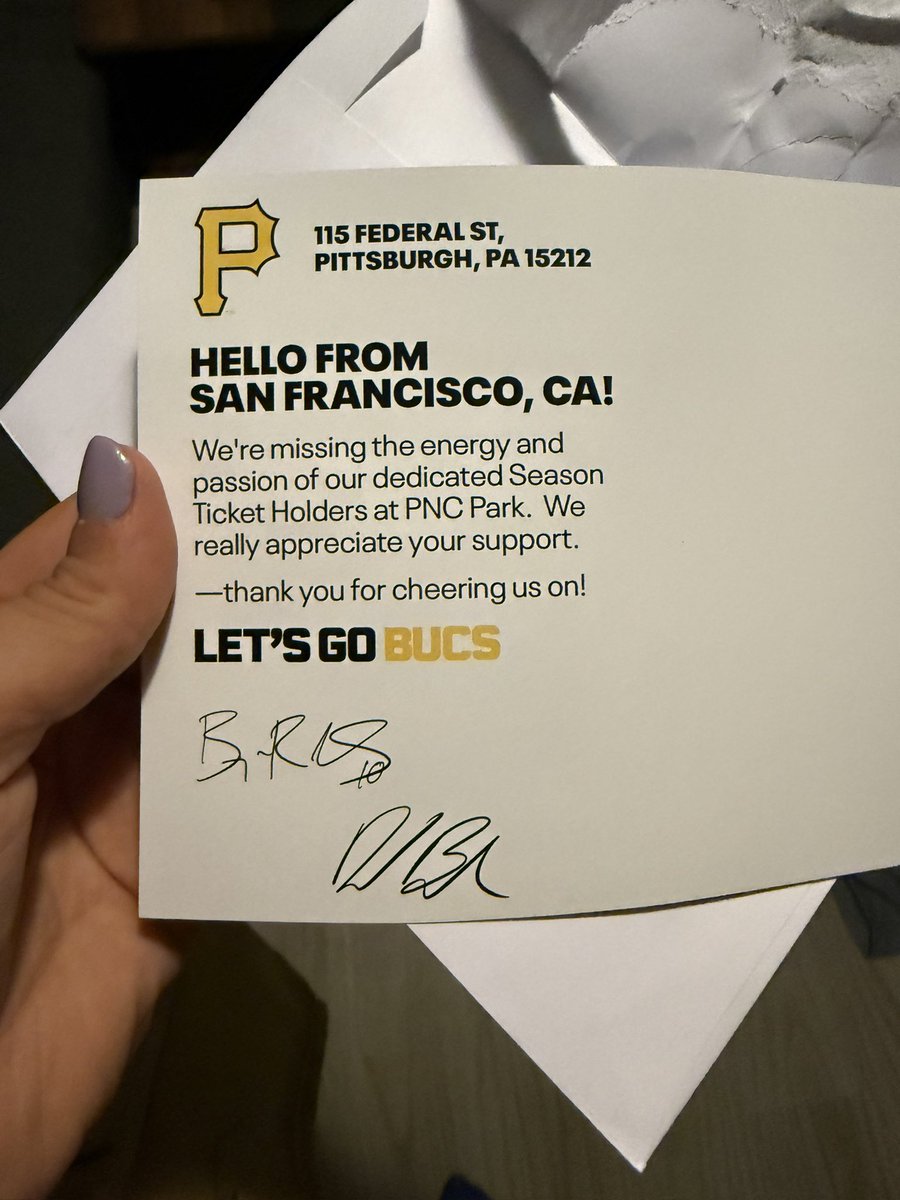 P
115 FEDERAL ST,
PITTSBURGH, PA 15212
HELLO FROM
SAN FRANCISCO, CA!
We're missing the energy and
passion of our dedicated Season
Ticket Holders at PNC Park.  We
really appreciate your support.
—thank you for cheering us on!
LET'S GO BUCS
10